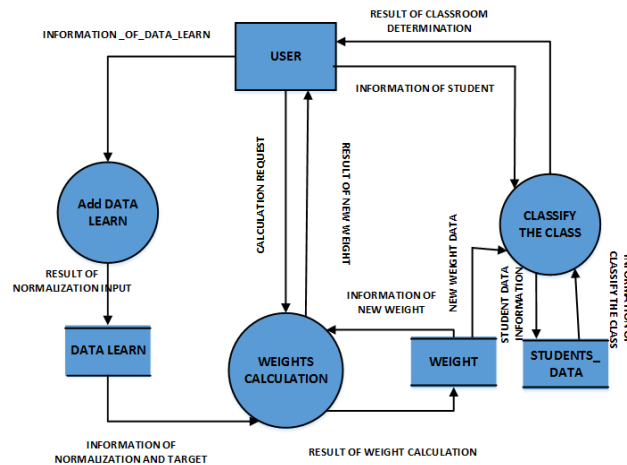 RESULT OF CLASSROOM
DETERMINATION
INFORMATION _OF_DATA_LEARN
USER
INFORMATION OF STUDENT
CALCULATION REQUEST
RESULT OF NEW WEIGHT
Add DATA
LEARN
CLASSIFY
THE CLASS
NEW WEIGHT DATA
STUDENT DATA
INFORMATION
CLASSIFY THE CLASS
RESULT OF
NORMALIZATION INPUT
INFORMATION OF
NEW WEIGHT
DATA LEARN
WEIGHTS
CALCULATION
WEIGHT
STUDENTS_
DATA
INFORMATION OF
NORMALIZATION AND TARGET
RESULT OF WEIGHT CALCULATION